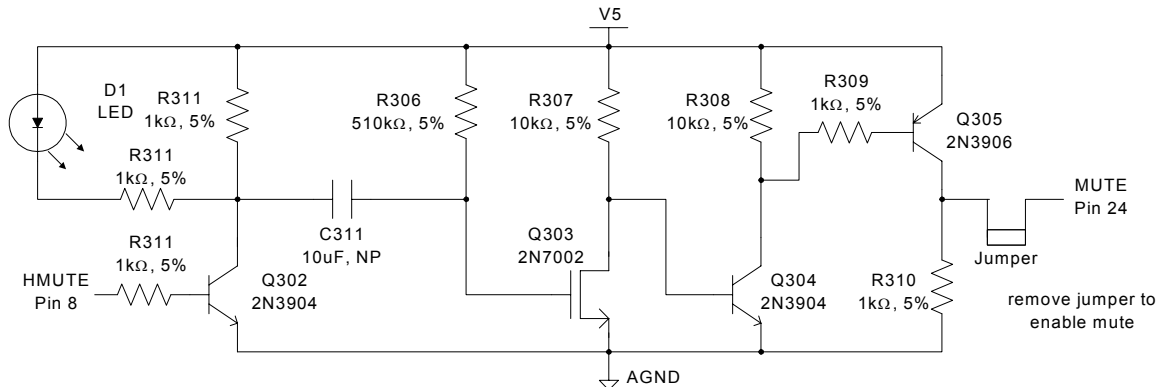 V5
D1
LED
R311
1kΩ, 5%
R306
510kΩ, 5%
R307
10kΩ, 5%
R308
10kΩ, 5%
R309
1kΩ, 5%
Q305
2N3906
R311
1kΩ, 5%
MUTE
Pin 24
C311
10uF, NP
R311
1kΩ, 5%
HMUTE
Pin 8
Q302
2N3904
Q303
2N7002
Q304
2N3904
R310
1kΩ, 5%
Jumper
remove jumper to
enable mute
AGND